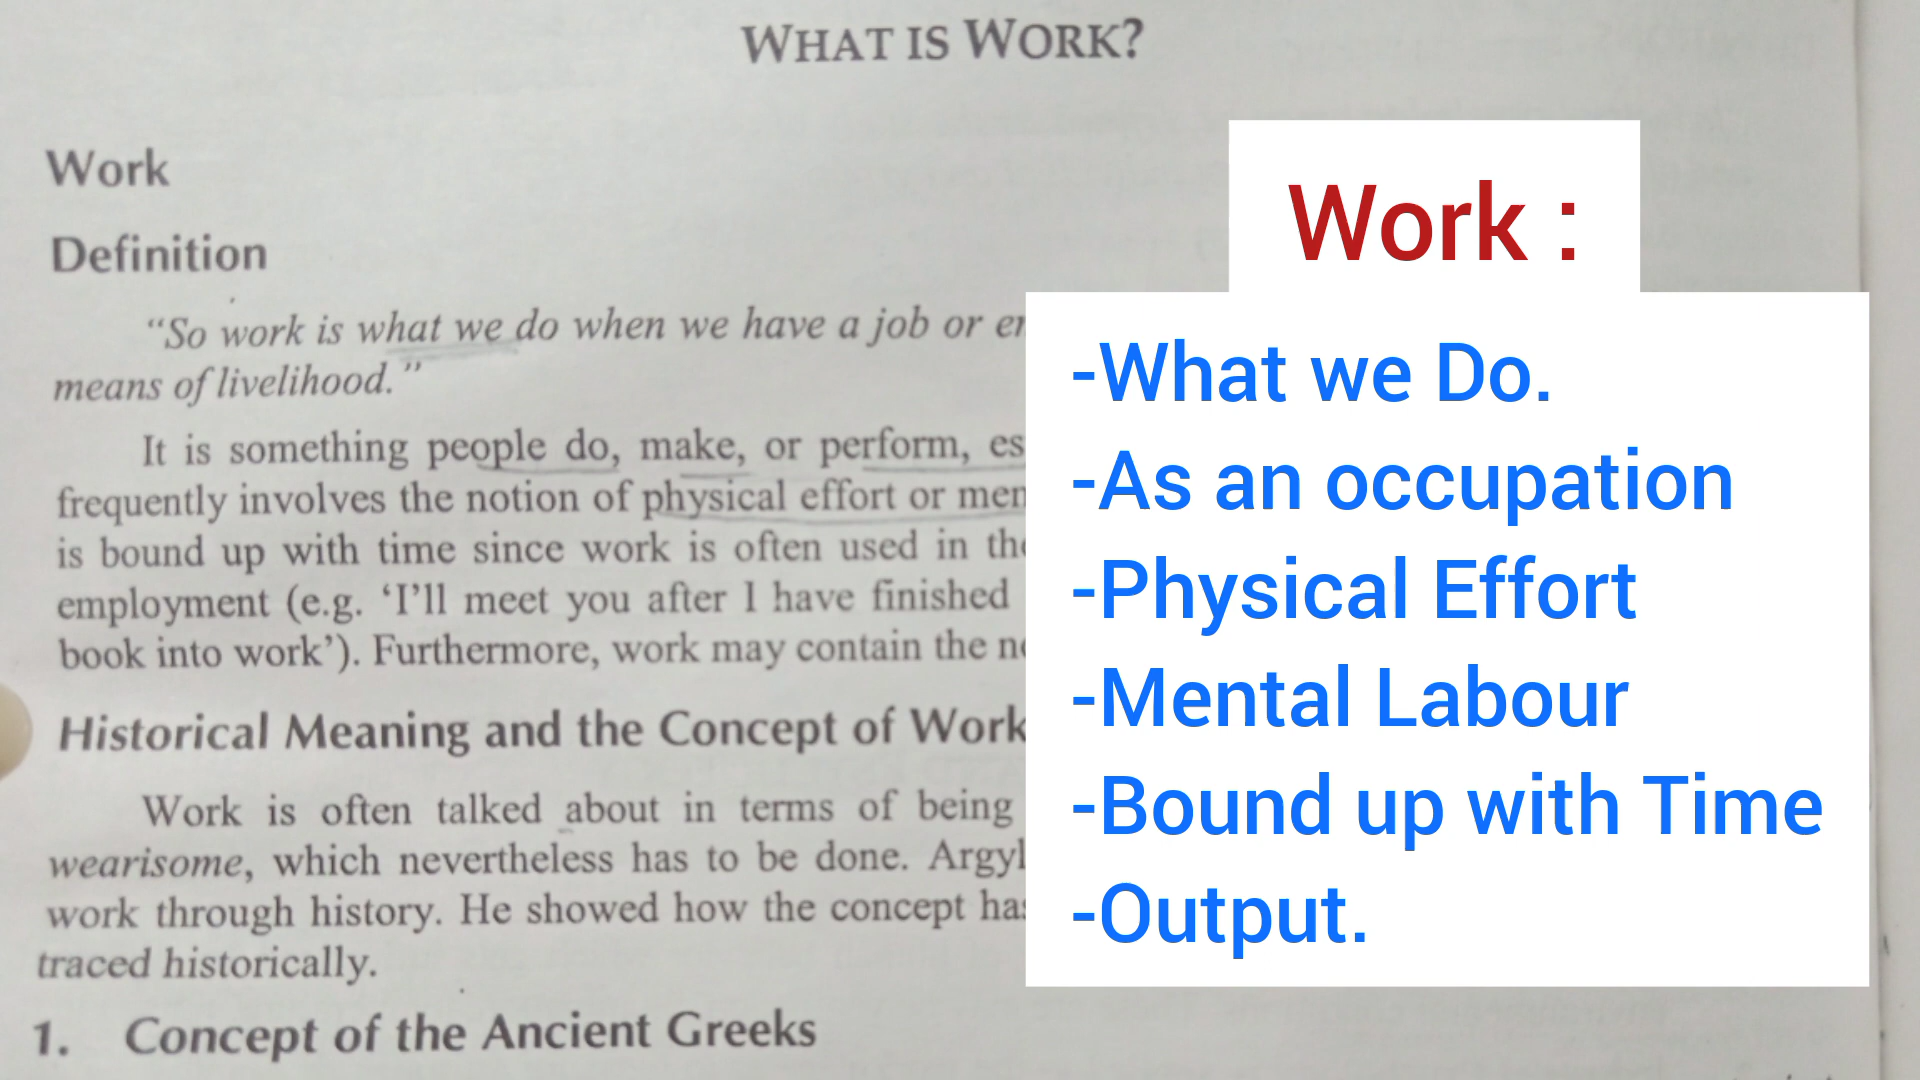 WHAT IS WORK?
Work
Definition
“So work is what we do when we have a job or
means of livelihood.”
It is something people do, make, or perform,
frequently involves the notion of physical effort or
is bound up with time since work is often used in
employment (e.g. ‘I’ll meet you after I have finished
book into work’). Furthermore, work may contain the
Historical Meaning and the Concept of Work
Work is often talked about in terms of being
wearisome, which nevertheless has to be done.
work through history. He showed how the concept
traced historically.
1. Concept of the Ancient Greeks
Work :
-What we Do.
-As an occupation
-Physical Effort
-Mental Labour
-Bound up with Time
-Output.